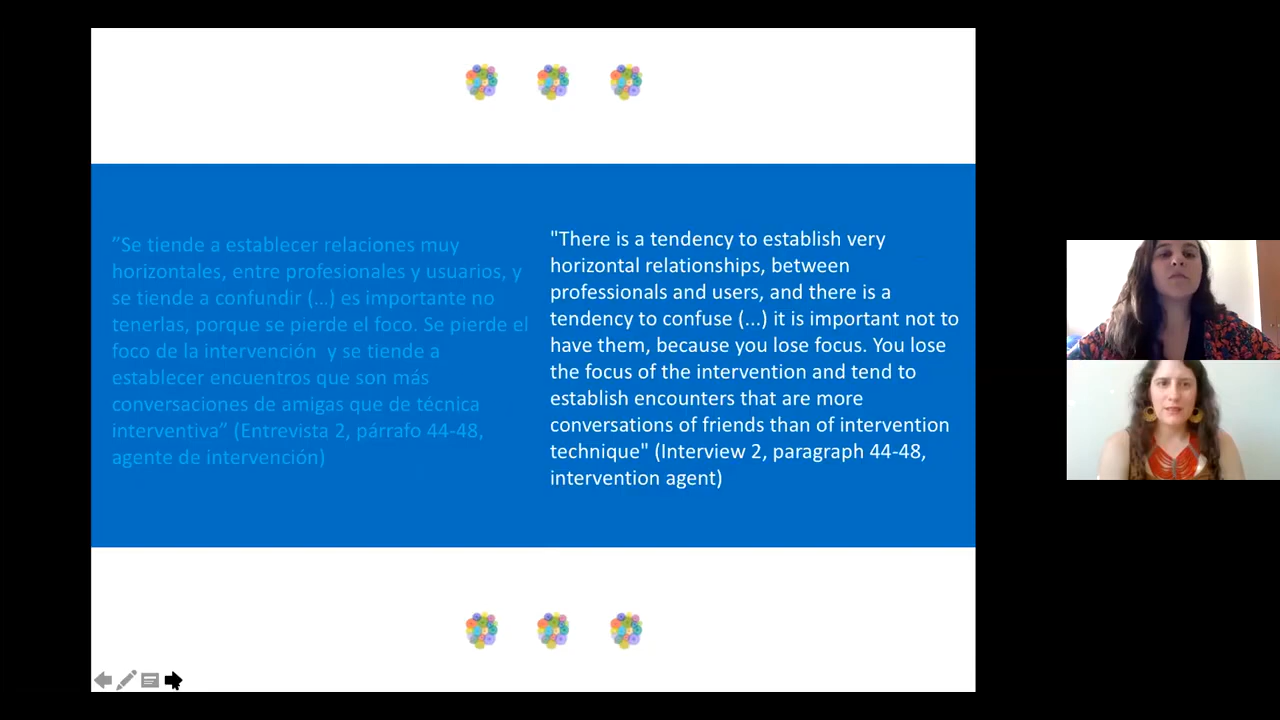 ”Se tiende a establecer relaciones muy
horizontales, entre profesionales y usuarios, y
se tiende a confundir (…) es importante no
tenerlas, porque se pierde el foco. Se pierde el
foco de la intervención  y se tiende a
establecer encuentros que son más
conversaciones de amigas que de técnica
interventiva” (Entrevista 2, párrafo 44-48,
agente de intervención)
"There is a tendency to establish very
horizontal relationships, between
professionals and users, and there is a
tendency to confuse (...) it is important not to
have them, because you lose focus. You lose
the focus of the intervention and tend to
establish encounters that are more
conversations of friends than of intervention
technique" (Interview 2, paragraph 44-48,
intervention agent)